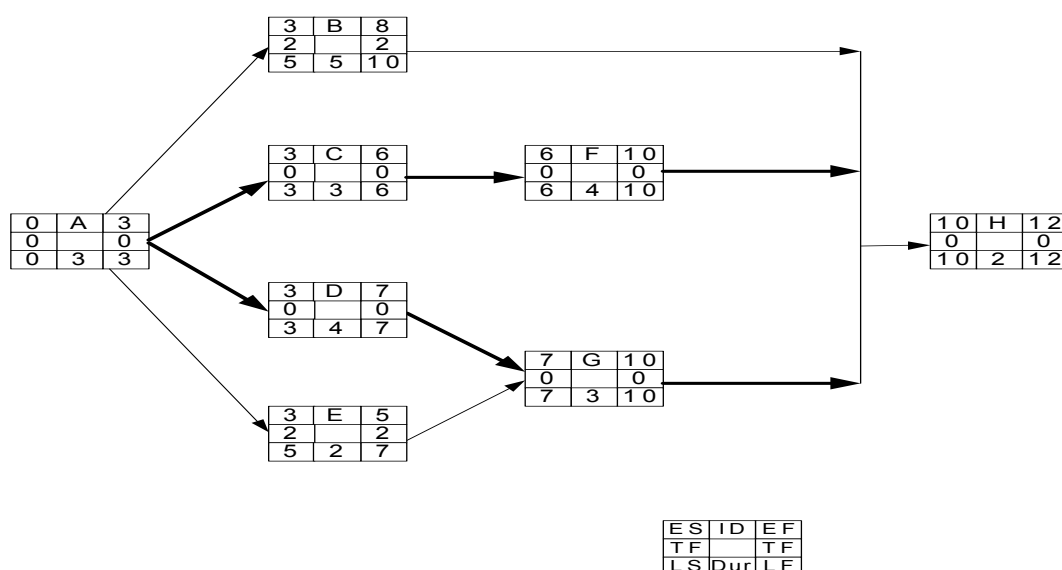 3 B 8
2 2
5 5 10
3 C 6
0 0
3 3 6
6 F 10
0 0
6 4 10
0 A 3
0 0
0 3 3
10 H 12
0 0
10 2 12
3 D 7
0 0
3 4 7
7 G 10
0 0
7 3 10
3 E 5
2 2
5 2 7
ES ID EF
TF TF
LS Dur LF